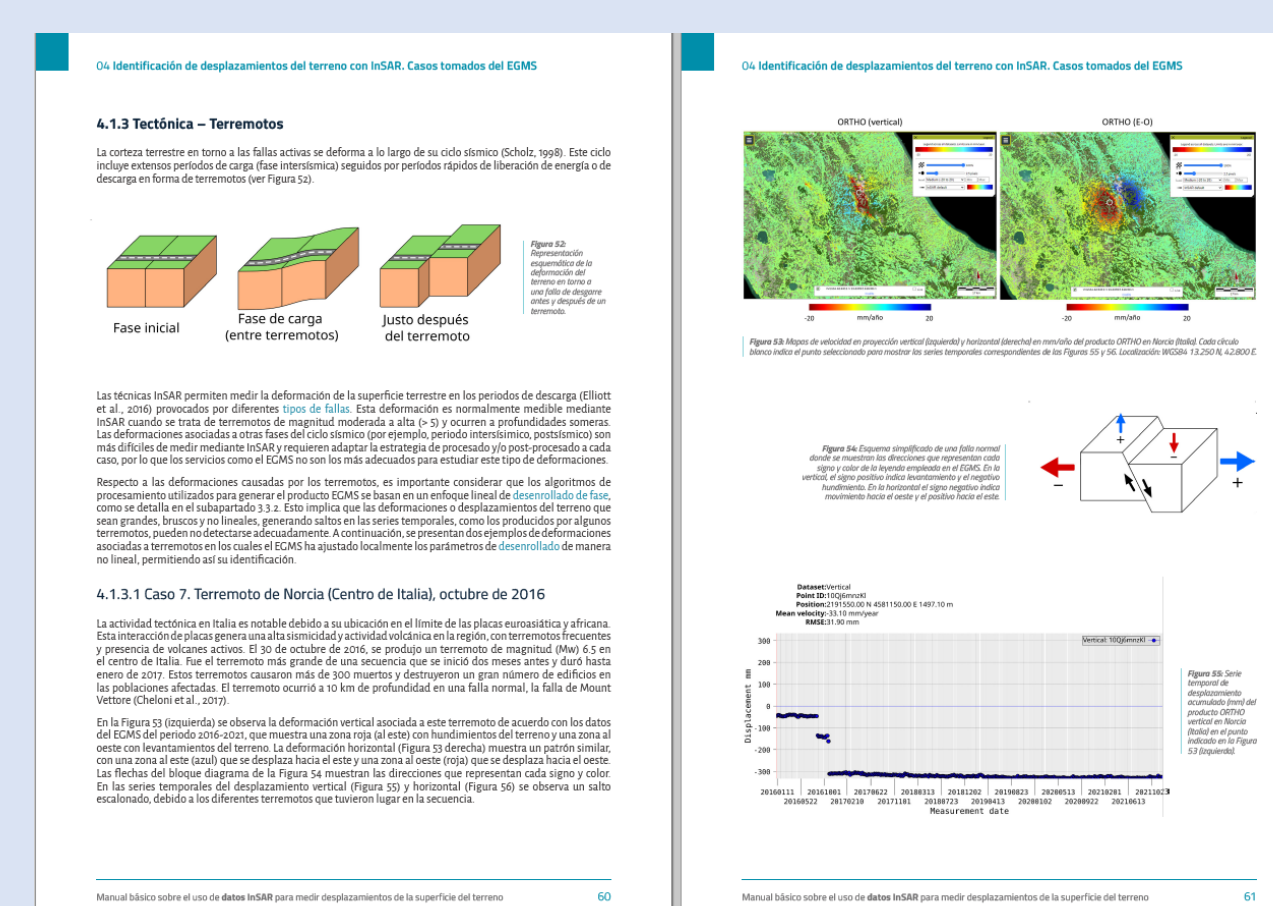 04 Identificación de desplazamientos del terreno con InSAR. Casos tomados del EGMS
4.1.3 Tectónica – Terremotos
La corteza terrestre en torno a las fallas activas se deforma a lo largo de su ciclo sísmico (Scholz, 1998). Este ciclo
incluye extensos períodos de carga (fase intersísmica) seguidos por períodos rápidos de liberación de energía o de
descarga en forma de terremotos (ver Figura 52).
Fase inicial
Fase de carga
(entre terremotos)
Justo después
del terremoto
Figura 52:
Representación
esquemática de la
deformación del
terreno en torno a
una falla de desgarre
antes y después de un
terremoto.
Las técnicas InSAR permiten medir la deformación de la superficie terrestre en los periodos de descarga (Elliott
et al., 2016) provocados por diferentes tipos de fallas. Esta deformación es normalmente medible mediante
InSAR cuando se trata de terremotos de magnitud moderada a alta (> 5) y ocurren a profundidades someras.
Las deformaciones asociadas a otras fases del ciclo sísmico (por ejemplo, periodo intersísimico, postsísmico) son
más difíciles de medir mediante InSAR y requieren adaptar la estrategia de procesado y/o post-procesado a cada
caso, por lo que los servicios como el EGMS no son los más adecuados para estudiar este tipo de deformaciones.
Respecto a las deformaciones causadas por los terremotos, es importante considerar que los algoritmos de
procesamiento utilizados para generar el producto EGMS se basan en un enfoque lineal de desenrollado de fase,
como se detalla en el subapartado 3.3.2. Esto implica que las deformaciones o desplazamientos del terreno que
sean grandes, bruscos y no lineales, generando saltos en las series temporales, como los producidos por algunos
terremotos, pueden no detectarse adecuadamente. A continuación, se presentan dos ejemplos de deformaciones
asociadas a terremotos en los cuales el EGMS ha ajustado localmente los parámetros de desenrollado de manera
no lineal, permitiendo así su identificación.
4.1.3.1 Caso 7. Terremoto de Norcia (Centro de Italia), octubre de 2016
La actividad tectónica en Italia es notable debido a su ubicación en el límite de las placas euroasiática y africana.
Esta interacción de placas genera una alta sismicidad y actividad volcánica en la región, con terremotos frecuentes
y presencia de volcanes activos. El 30 de octubre de 2016, se produjo un terremoto de magnitud (Mw) 6.5 en
el centro de Italia. Fue el terremoto más grande de una secuencia que se inició dos meses antes y duró hasta
enero de 2017. Estos terremotos causaron más de 300 muertos y destruyeron un gran número de edificios en
las poblaciones afectadas. El terremoto ocurrió a 10 km de profundidad en una falla normal, la falla de Mount
Vettore (Cheloni et al., 2017).
En la Figura 53 (izquierda) se observa la deformación vertical asociada a este terremoto de acuerdo con los datos
del EGMS del periodo 2016-2021, que muestra una zona roja (al este) con hundimientos del terreno y una zona al
oeste con levantamientos del terreno. La deformación horizontal (Figura 53 derecha) muestra un patrón similar,
con una zona al este (azul) que se desplaza hacia el este y una zona al oeste (roja) que se desplaza hacia el oeste.
Las flechas del bloque diagrama de la Figura 54 muestran las direcciones que representan cada signo y color.
En las series temporales del desplazamiento vertical (Figura 55) y horizontal (Figura 56) se observa un salto
escalonado, debido a los diferentes terremotos que tuvieron lugar en la secuencia.
Manual básico sobre el uso de datos InSAR para medir desplazamientos de la superficie del terreno 60
04 Identificación de desplazamientos del terreno con InSAR. Casos tomados del EGMS
ORTHO (vertical)
ORTHO (E-O)
-20 mm/año 20
-20 mm/año 20
Figura 53: Mapas de velocidad en proyección vertical (izquierda) y horizontal (derecha) en mm/año del producto ORTHO en Norcia (Italia). Cada círculo
blanco indica el punto seleccionado para mostrar las series temporales correspondientes de las Figuras 55 y 56. Localización: WGS84 13.250 N, 42.800 E.
Figura 54: Esquema simplificado de una falla normal
donde se muestran las direcciones que representan cada
signo y color de la leyenda empleada en el EGMS. En la
vertical, el signo positivo indica levantamiento y el negativo
hundimiento. En la horizontal el signo negativo indica
movimiento hacia el oeste y el positivo hacia el este.
+
–
–
+
Dataset:Vertical
Point ID:10Qj6mnzKl
Position:2191550.00 N 4581150.00 E 1497.10 m
Mean velocity:-33.10 mm/year
RMSE:31.90 mm
Vertical: 10Qj6mnzKl
Displacement mm
300
200
100
0
-100
-200
-300
20160111 20161001 20170622 20180313 20181202 20190823 20200513 20210201 20211023
20160522 20170210 20171101 20180723 20190413 20200102 20200922 20210613
Measurement date
Figura 55: Serie
temporal de
desplazamiento
acumulado (mm) del
producto ORTHO
vertical en Norcia
(Italia) en el punto
indicado en la Figura
53 (izquierda).
Manual básico sobre el uso de datos InSAR para medir desplazamientos de la superficie del terreno 61